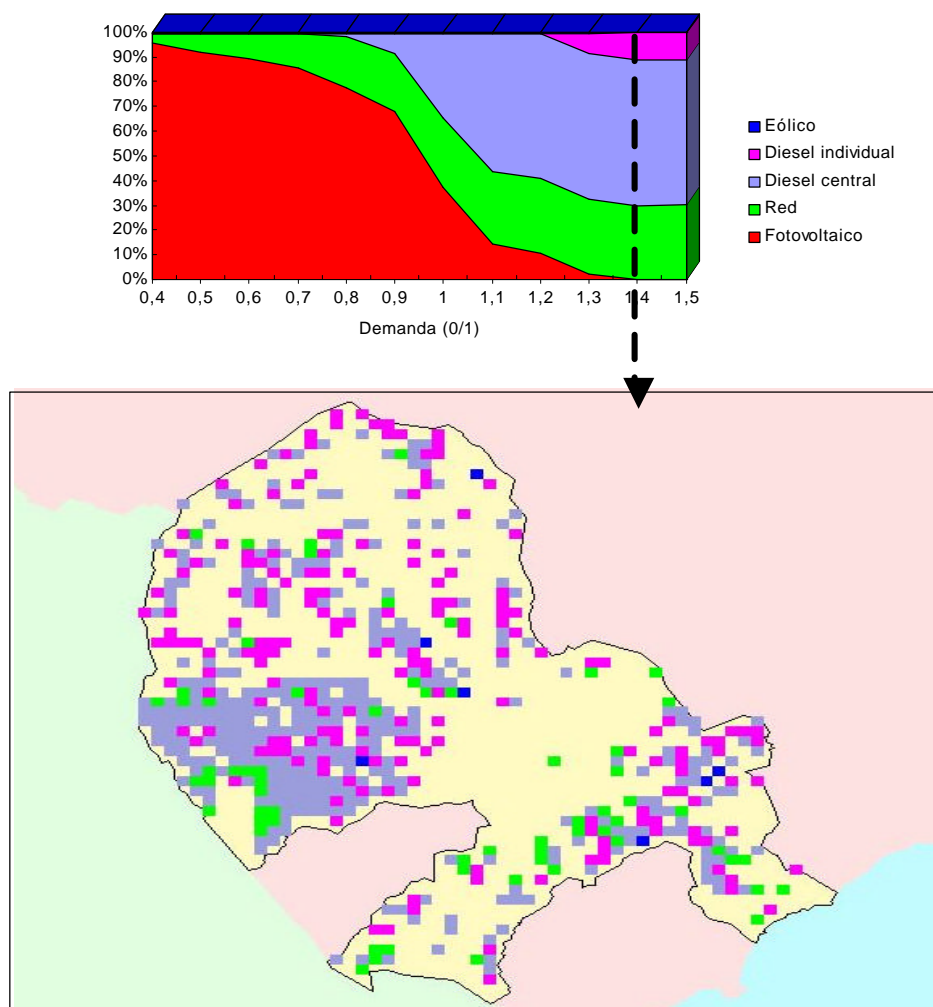 100%
90%
80%
70%
60%
50%
40%
30%
20%
10%
0%
0,4 0,5 0,6 0,7 0,8 0,9 1 1,1 1,2 1,3 1,4 1,5
Demanda (0/1)
Eólico
Diesel individual
Diesel central
Red
Fotovoltaico